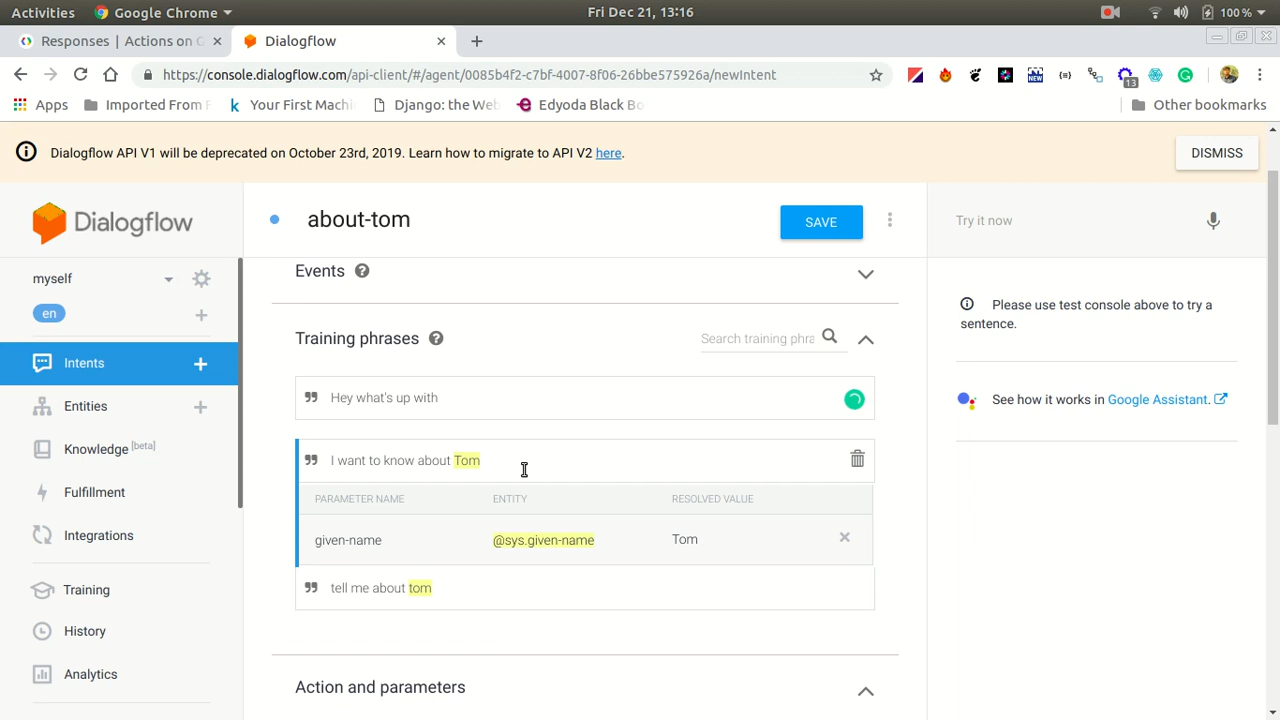 Activities Google Chrome Fri Dec 21, 13:16 100 %
Responses | Actions on G Dialogflow
https://console.dialogflow.com/api-client/#/agent/0085b4f2-c7bf-4007-8f06-26bbe575926a/newIntent
NEW
13
Apps Imported From F k Your First Machi Django: the Web Edyoda Black Bo Other bookmarks
Dialogflow API V1 will be deprecated on October 23rd, 2019. Learn how to migrate to API V2 here. DISMISS
Dialogflow about-tom SAVE Try it now
myself Events
en
Please use test console above to try a
sentence.
Training phrases Search training phra
Intents
Hey what's up with See how it works in Google Assistant.
Entities
Knowledge [beta] I want to know about Tom
Fulfillment PARAMETER NAME ENTITY RESOLVED VALUE
Integrations given-name @sys.given-name Tom
Training tell me about tom
History
Analytics Action and parameters